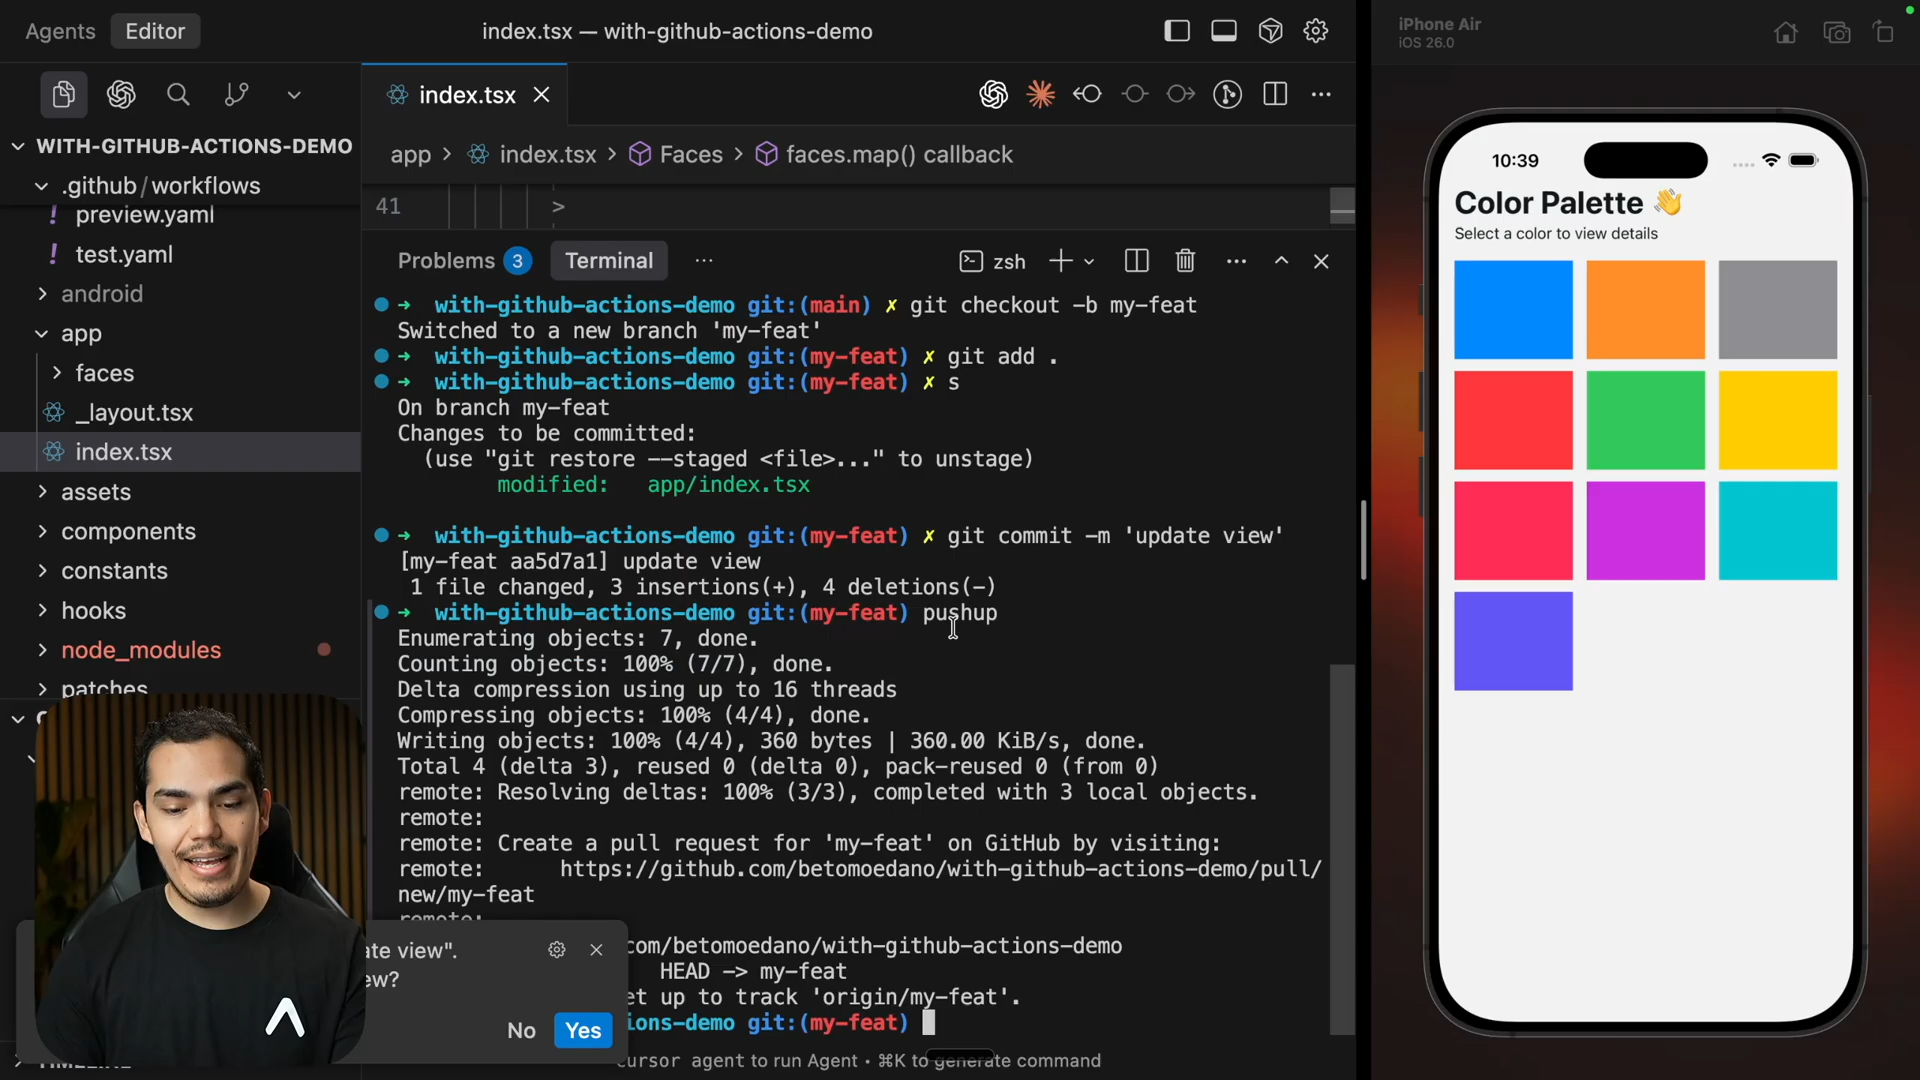 Agents
Editor
index.tsx — with-github-actions-demo
iPhone Air
iOS 26.0
index.tsx
WITH-GITHUB-ACTIONS-DEMO
app > index.tsx > Faces > faces.map() callback
.github/workflows
preview.yaml
test.yaml
android
app
faces
_layout.tsx
index.tsx
assets
components
constants
hooks
node_modules
patches
41 >
Problems 3 Terminal ... zsh
➜ with-github-actions-demo git:(main) ✗ git checkout -b my-feat
Switched to a new branch 'my-feat'
➜ with-github-actions-demo git:(my-feat) ✗ git add .
➜ with-github-actions-demo git:(my-feat) ✗ s
On branch my-feat
Changes to be committed:
(use "git restore --staged <file>..." to unstage)
modified: app/index.tsx
➜ with-github-actions-demo git:(my-feat) ✗ git commit -m 'update view'
[my-feat aa5d7a1] update view
1 file changed, 3 insertions(+), 4 deletions(-)
➜ with-github-actions-demo git:(my-feat) pushup
Enumerating objects: 7, done.
Counting objects: 100% (7/7), done.
Delta compression using up to 16 threads
Compressing objects: 100% (4/4), done.
Writing objects: 100% (4/4), 360 bytes | 360.00 KiB/s, done.
Total 4 (delta 3), reused 0 (delta 0), pack-reused 0 (from 0)
remote: Resolving deltas: 100% (3/3), completed with 3 local objects.
remote:
remote: Create a pull request for 'my-feat' on GitHub by visiting:
remote: https://github.com/betomoedano/with-github-actions-demo/pull/
new/my-feat
remote:
com/betomoedano/with-github-actions-demo
HEAD -> my-feat
et up to track 'origin/my-feat'.
ions-demo git:(my-feat)
ate view".
ew?
No Yes
cursor agent to run Agent • ⌘K to generate command
10:39
Color Palette 👋
Select a color to view details